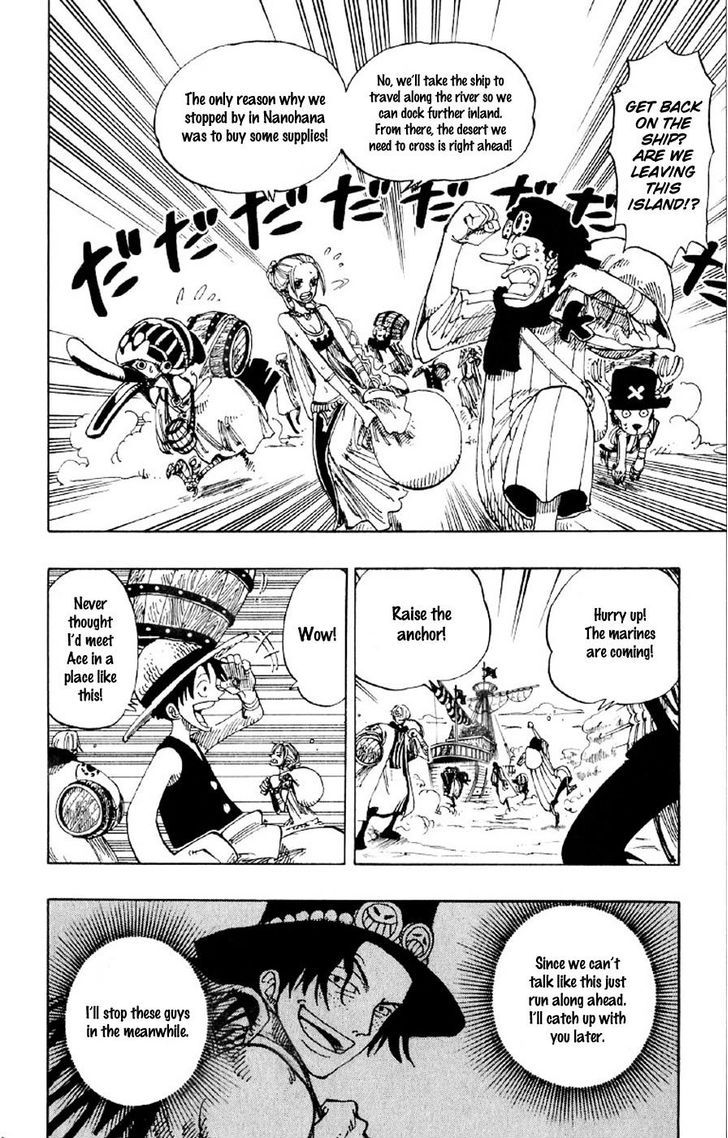 GET BACK
ON THE
SHIP?
ARE WE
LEAVING
THIS
ISLAND!?
No, we'll take the ship to
travel along the river so we
can dock further inland.
From there, the desert we
need to cross is right ahead!
The only reason why we
stopped by in Nanohana
was to buy some supplies!
だだだだだだだだ
Hurry up!
The marines
are coming!
Raise the
anchor!
Wow!
Never
thought
I'd meet
Ace in a
place like
this!
Since we can't
talk like this just
run along ahead.
I'll catch up with
you later.
I'll stop these guys
in the meanwhile.